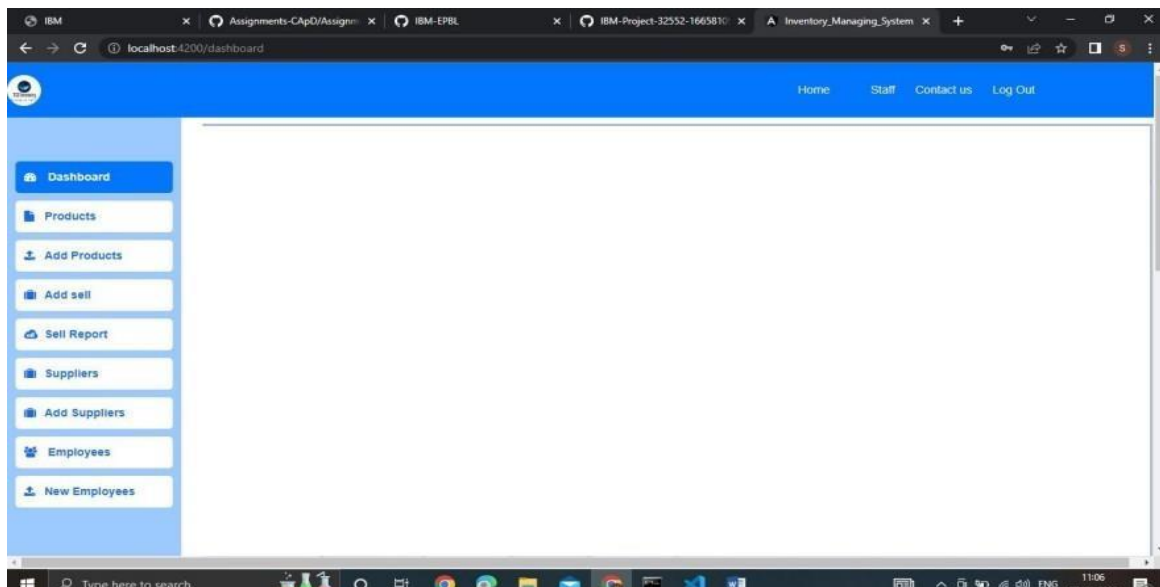 IBM
Assignments-CApD/Assignm
IBM-EPBL
IBM-Project-32552-1665810
Inventory_Managing_System
localhost:4200/dashboard
S
Home Staff Contact us Log Out
Dashboard
Products
Add Products
Add sell
Sell Report
Suppliers
Add Suppliers
Employees
New Employees
Type here to search
ENG
11:06